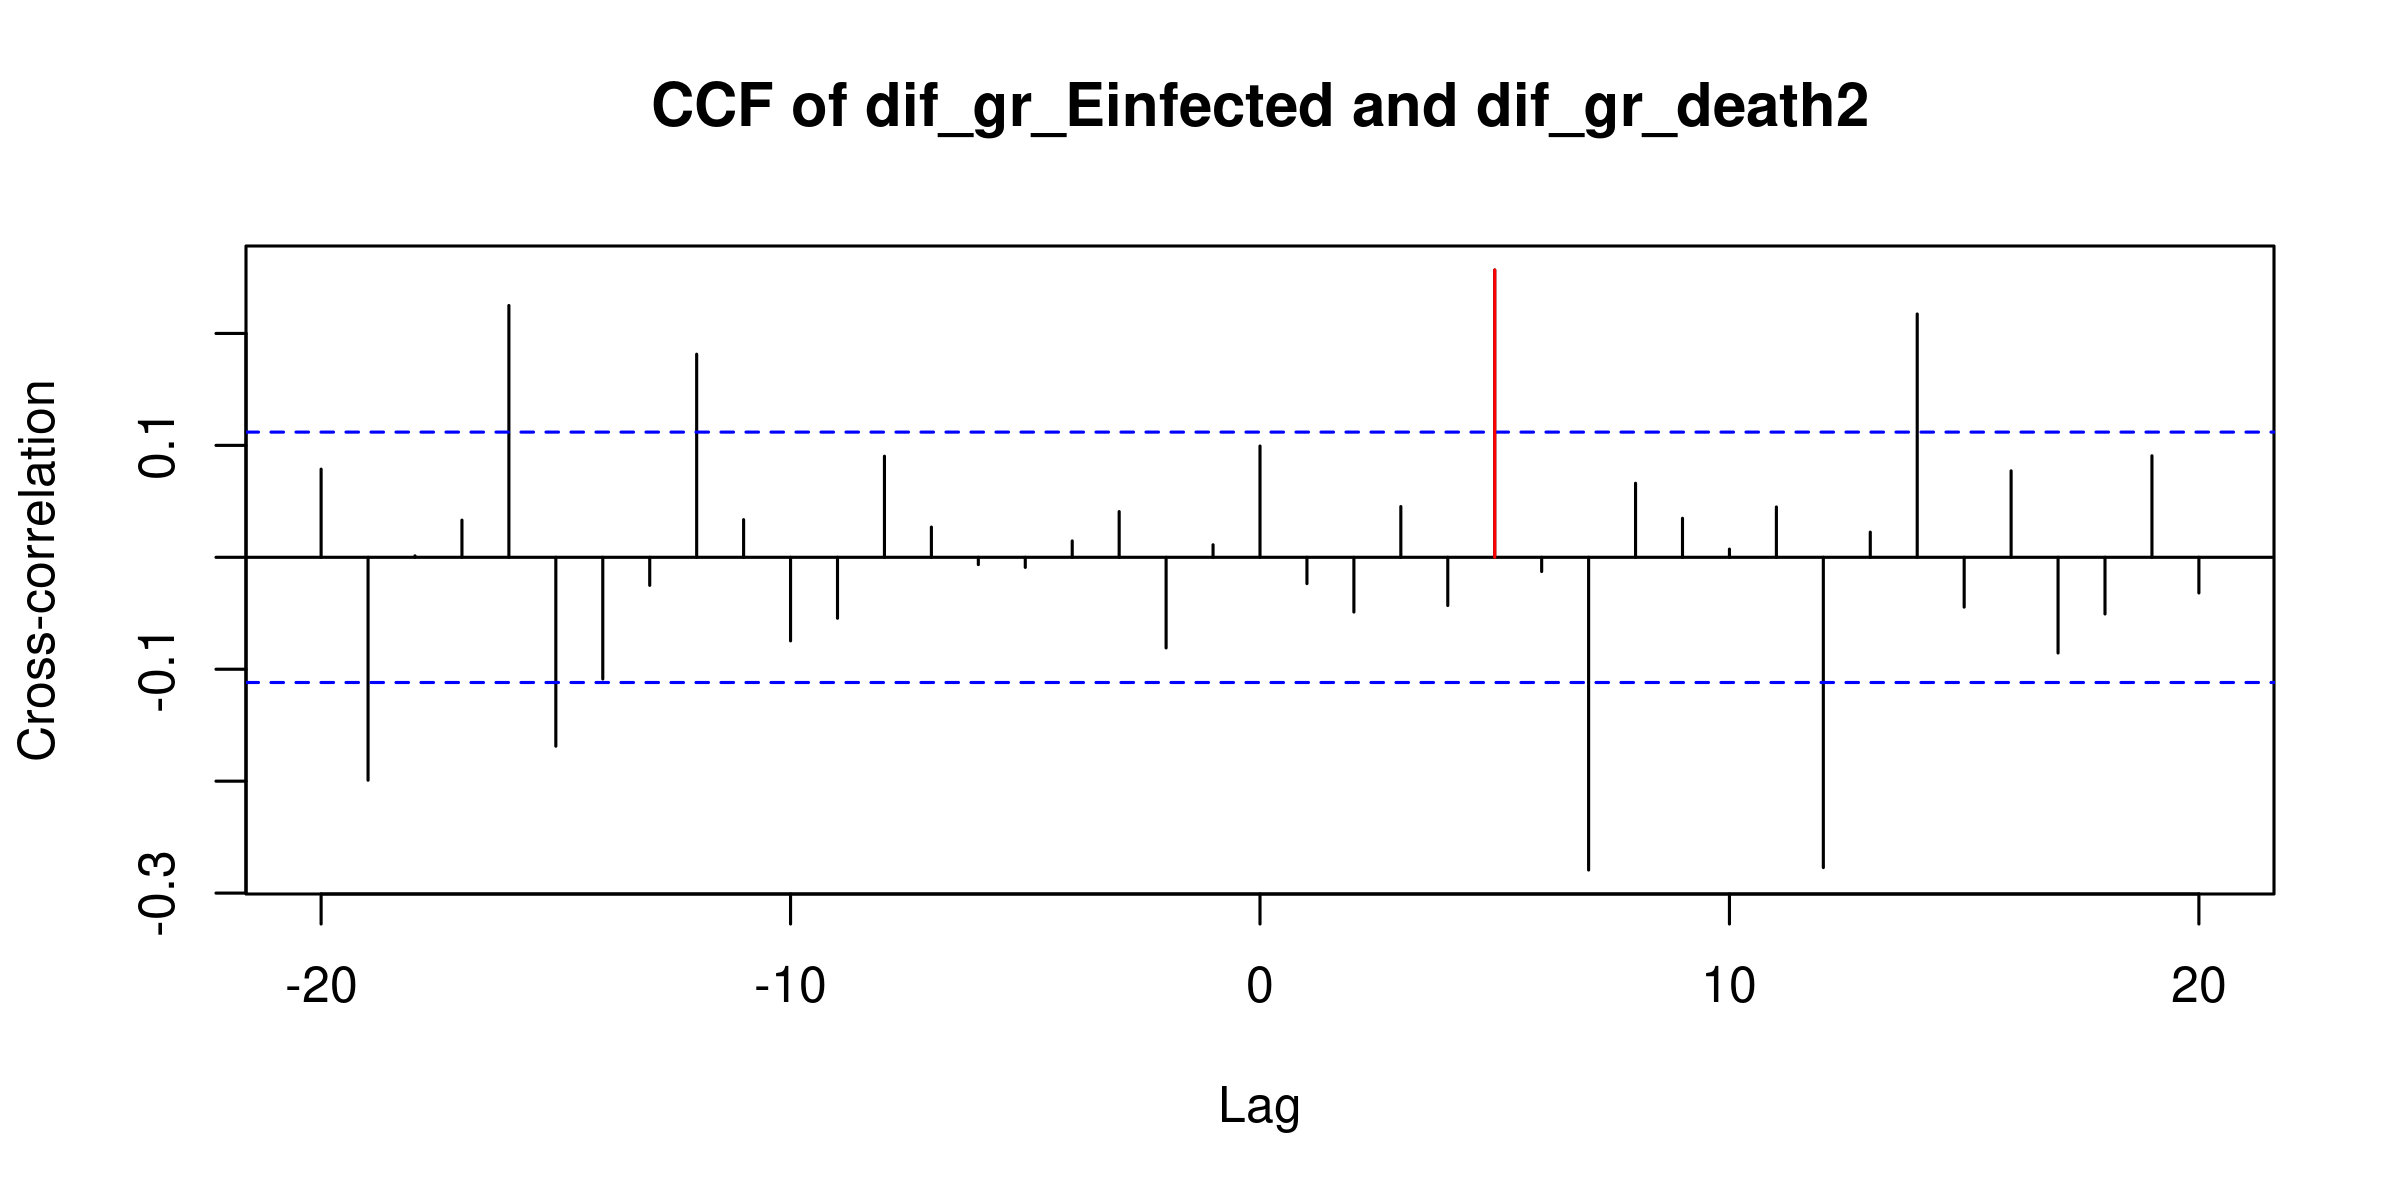 CCF of dif_gr_Einfected and dif_gr_death2
Cross-correlation
0.1
-0.1
-0.3
-20 -10 0 10 20
Lag